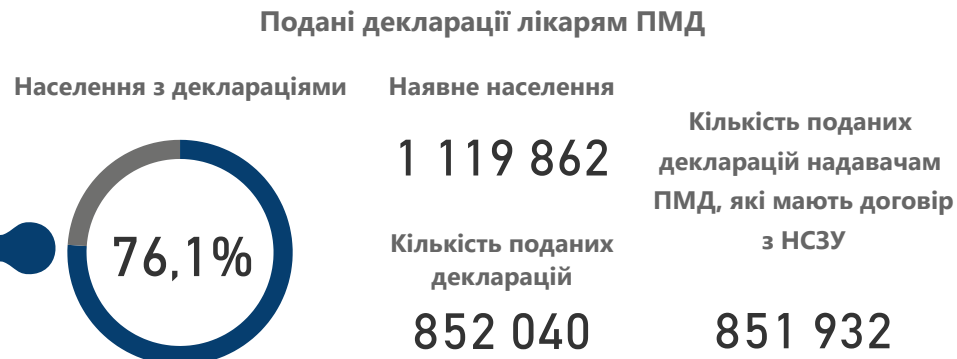 Подані декларації лікарям ПМД
Населення з деклараціями
76,1%
Наявне населення
1 119 862
Кількість поданих
декларацій
852 040
Кількість поданих
декларацій надавачам
ПМД, які мають договір
з НСЗУ
851 932